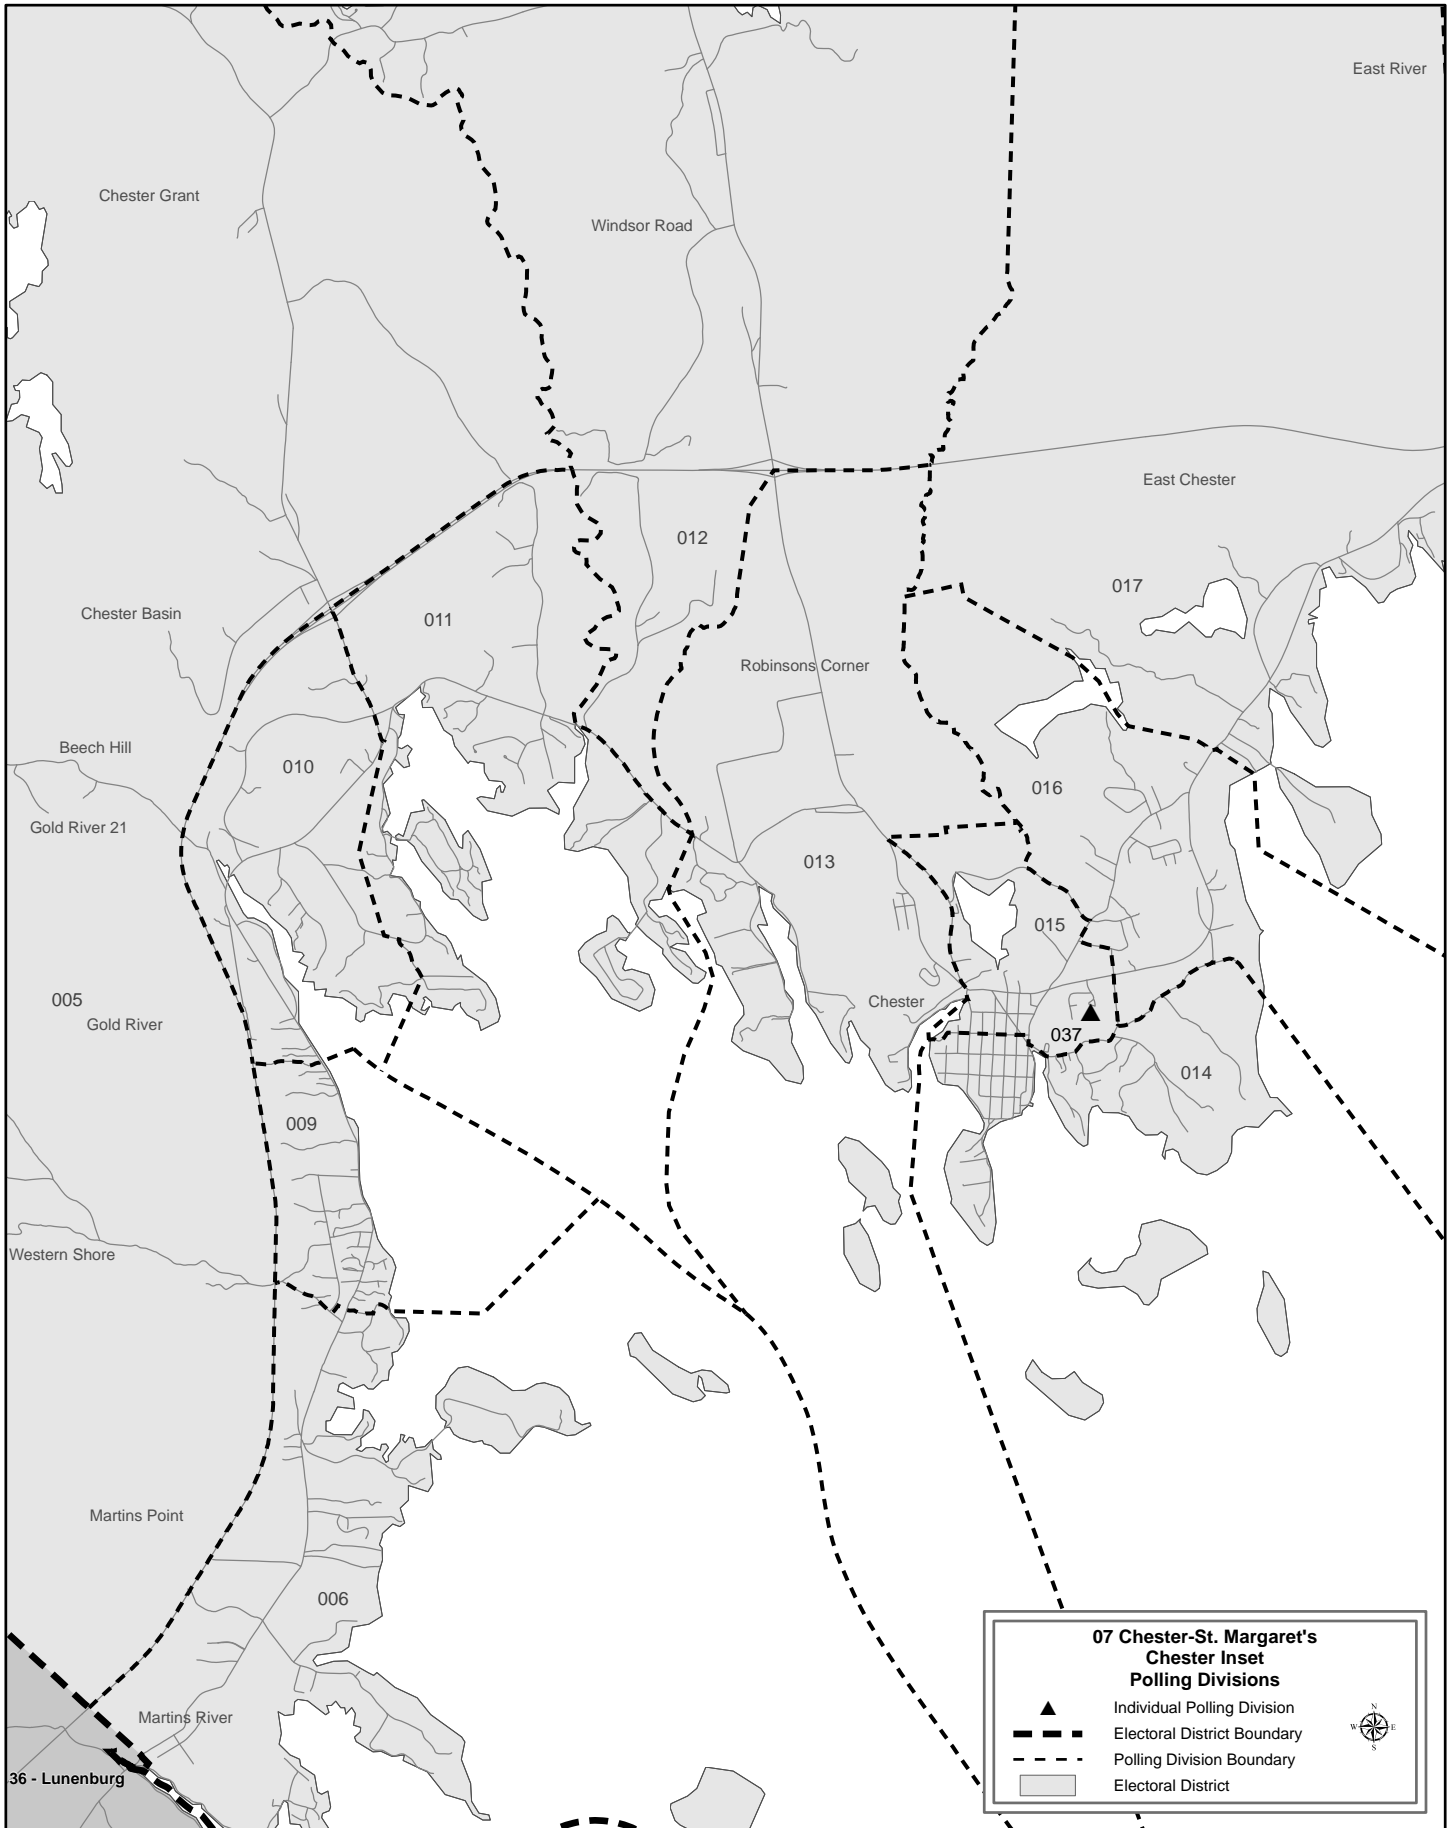 East River
Chester Grant
Windsor Road
East Chester
012
017
Chester Basin
011
Robinsons Corner
Beech Hill
010
016
Gold River 21
013
015
005
Chester
Gold River
037
014
009
Western Shore
Martins Point
006
Martins River
36 - Lunenburg
07 Chester-St. Margaret's
Chester Inset
Polling Divisions
Individual Polling Division
Electoral District Boundary
Polling Division Boundary
Electoral District
N
W E
S